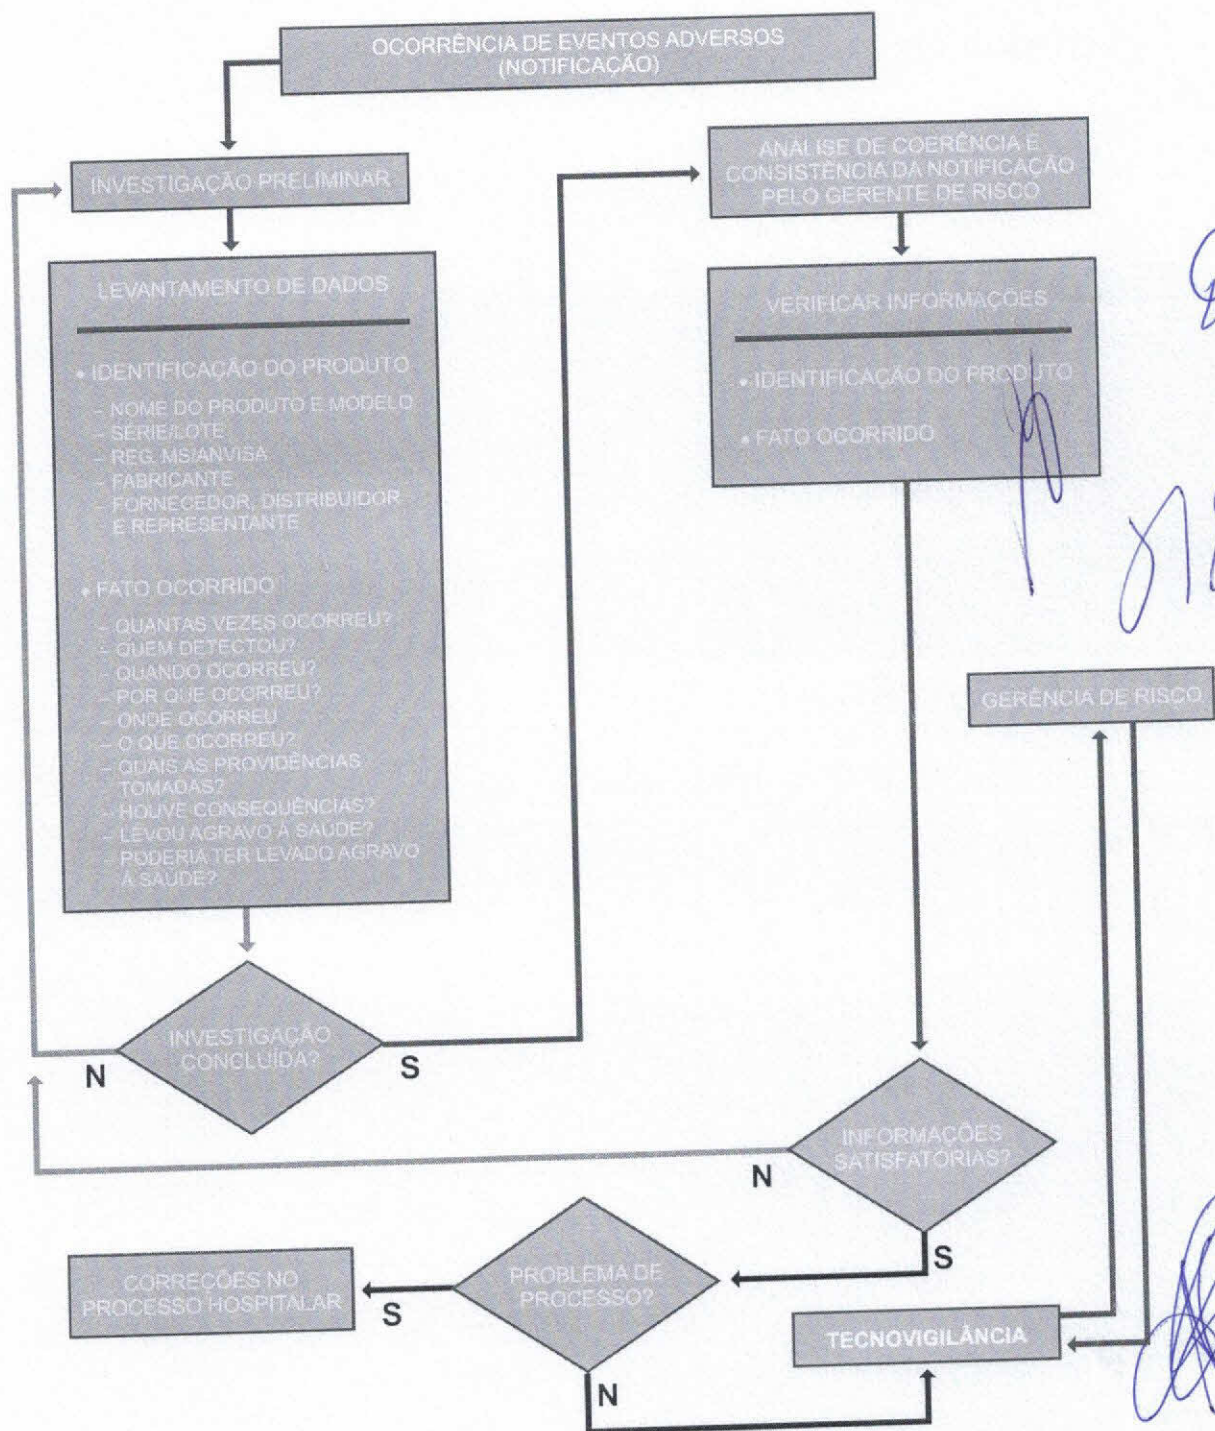 OCORRÊNCIA DE EVENTOS ADVERSOS
(NOTIFICAÇÃO)
INVESTIGAÇÃO PRELIMINAR
LEVANTAMENTO DE DADOS
• IDENTIFICAÇÃO DO PRODUTO
– NOME DO PRODUTO E MODELO
– SÉRIE/LOTE
– REG. MS/ANVISA
– FABRICANTE
– FORNECEDOR, DISTRIBUIDOR
E REPRESENTANTE
• FATO OCORRIDO
– QUANTAS VEZES OCORREU?
– QUEM DETECTOU?
– QUANDO OCORREU?
– POR QUE OCORREU?
– ONDE OCORREU
– O QUE OCORREU?
– QUAIS AS PROVIDÊNCIAS
TOMADAS?
– HOUVE CONSEQUÊNCIAS?
– LEVOU AGRAVO À SAÚDE?
– PODERIA TER LEVADO AGRAVO
À SAÚDE?
INVESTIGAÇÃO
CONCLUÍDA?
N
S
ANÁLISE DE COERÊNCIA E
CONSISTÊNCIA DA NOTIFICAÇÃO
PELO GERENTE DE RISCO
VERIFICAR INFORMAÇÕES
• IDENTIFICAÇÃO DO PRODUTO
• FATO OCORRIDO
GERÊNCIA DE RISCO
INFORMAÇÕES
SATISFATÓRIAS?
N
S
PROBLEMA DE
PROCESSO?
S
N
CORREÇÕES NO
PROCESSO HOSPITALAR
TECNOVIGILÂNCIA